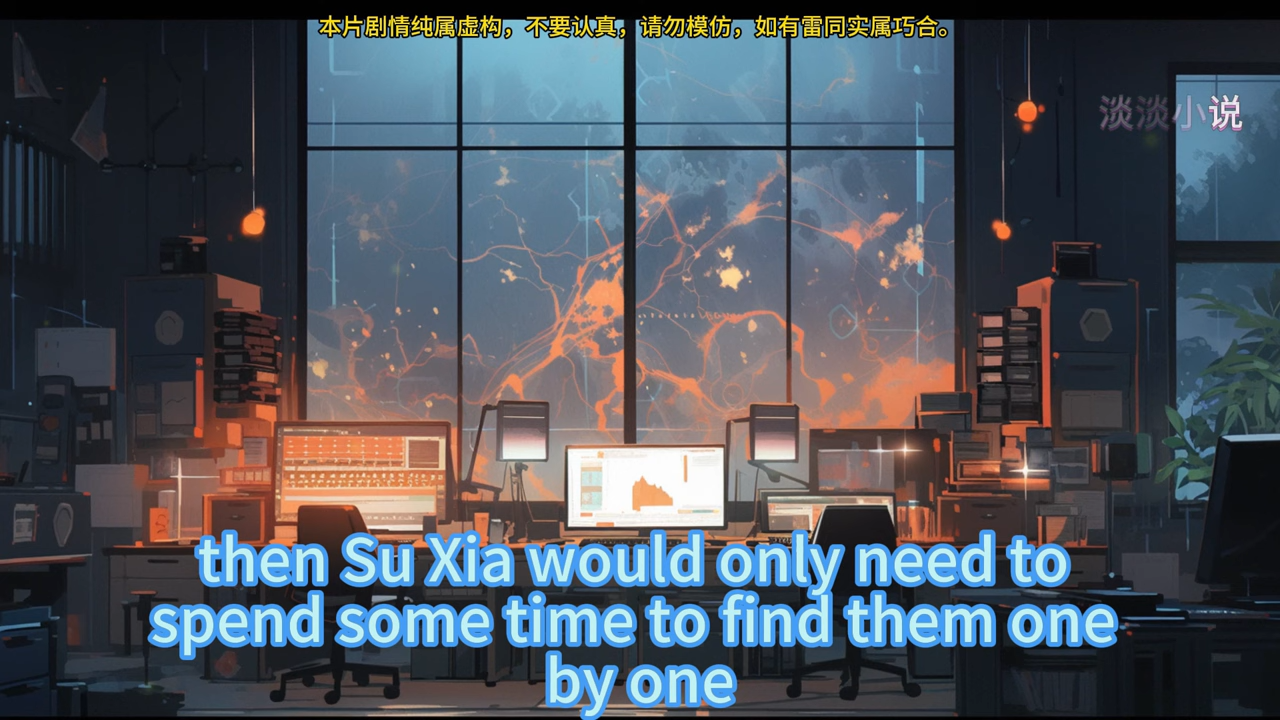 本片剧情纯属虚构，不要认真，请勿模仿，如有雷同实属巧合。
淡淡小说
then Su Xia would only need to
spend some time to find them one
by one